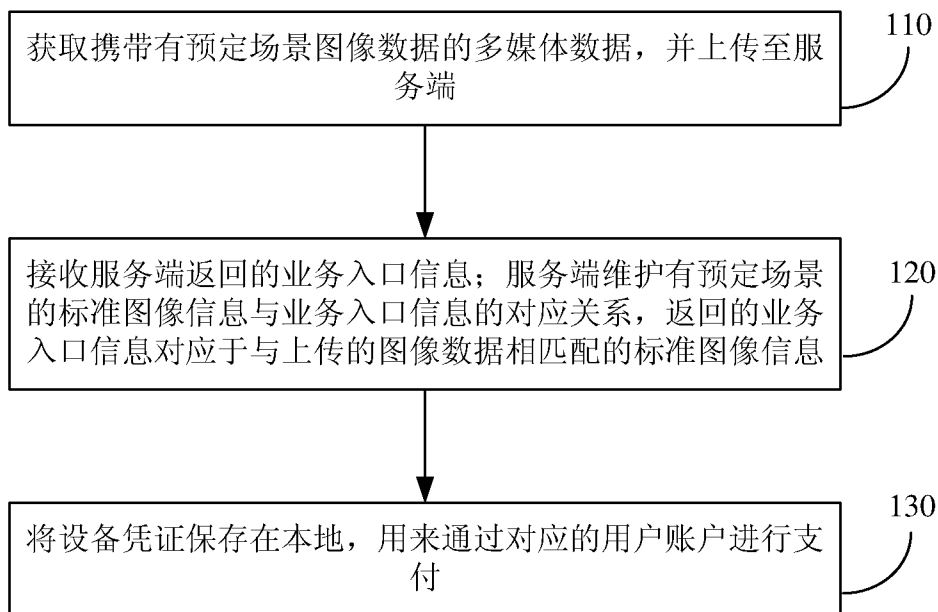 获取携带有预定场景图像数据的多媒体数据，并上传至服
务端
110
接收服务端返回的业务入口信息；服务端维护有预定场景
的标准图像信息与业务入口信息的对应关系，返回的业务
入口信息对应于与上传的图像数据相匹配的标准图像信息
120
将设备凭证保存在本地，用来通过对应的用户账户进行支
付
130